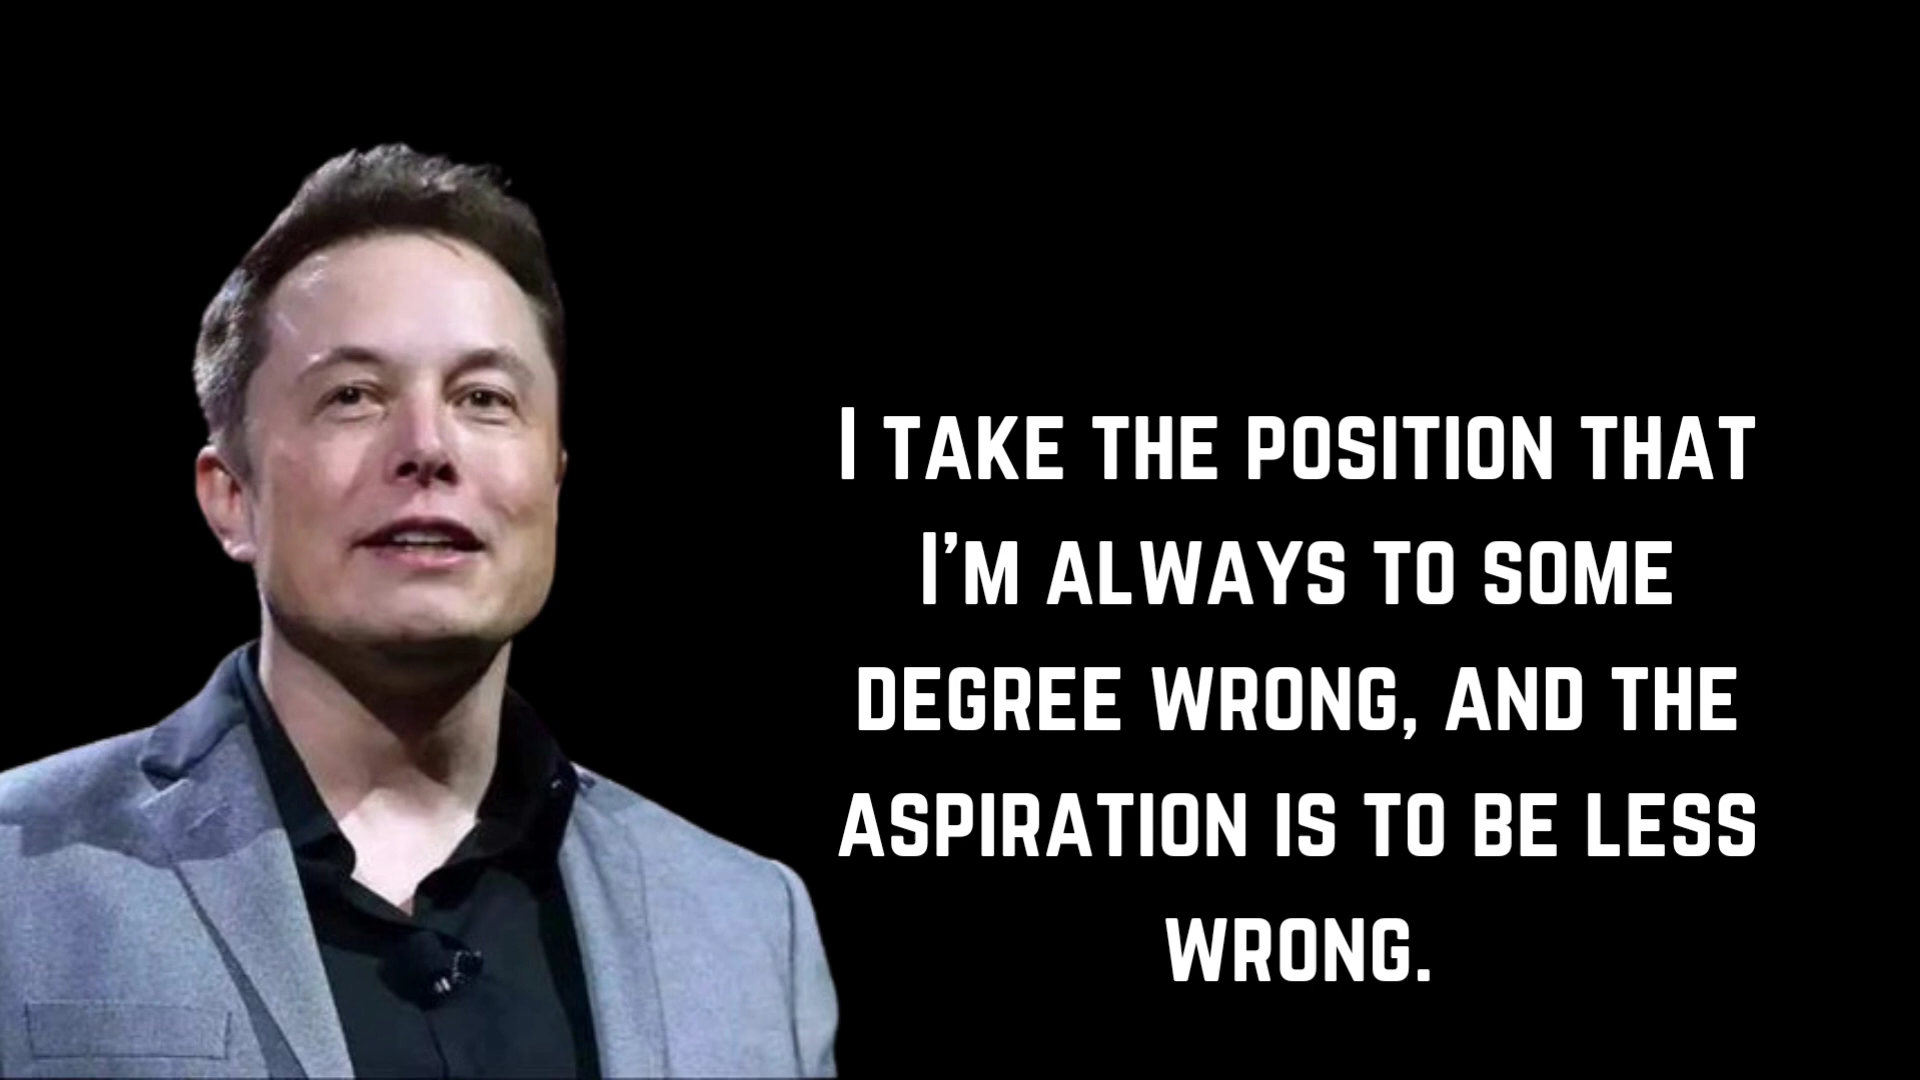 I TAKE THE POSITION THAT
I'M ALWAYS TO SOME
DEGREE WRONG, AND THE
ASPIRATION IS TO BE LESS
WRONG.